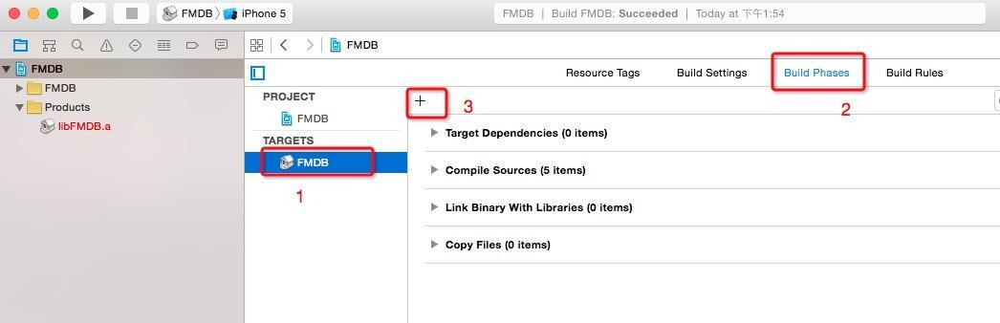 FMDB iPhone 5
FMDB | Build FMDB: Succeeded | Today at 下午1:54
FMDB
FMDB
FMDB
Products
libFMDB.a
Resource Tags Build Settings Build Phases Build Rules
2
PROJECT
FMDB
TARGETS
FMDB
1
+
3
Target Dependencies (0 items)
Compile Sources (5 items)
Link Binary With Libraries (0 items)
Copy Files (0 items)